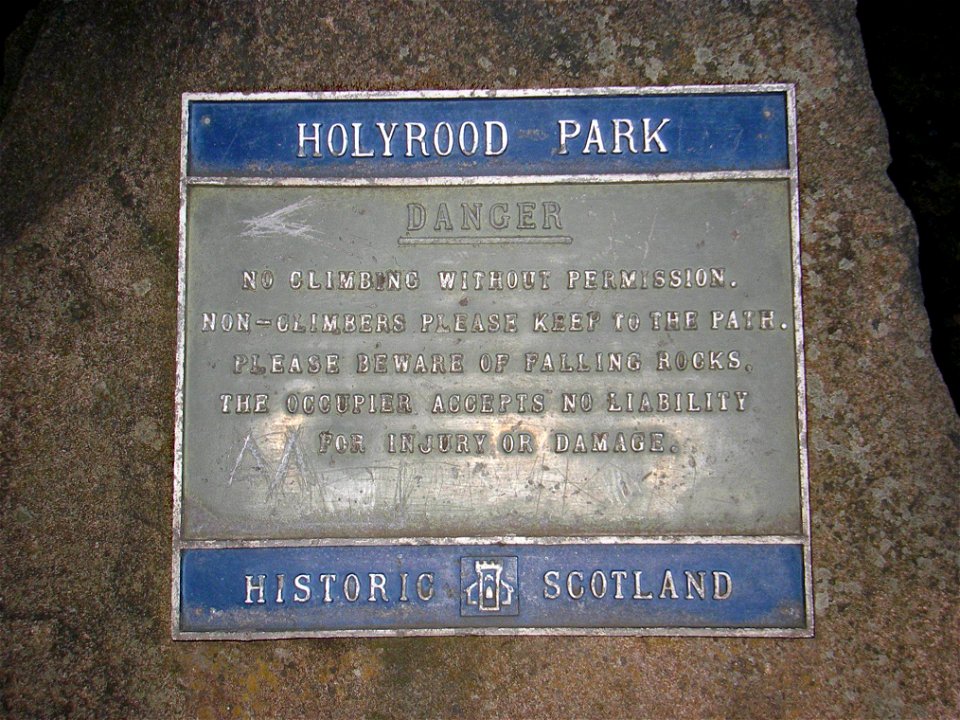 HOLYROOD PARK
DANGER
NO CLIMBING WITHOUT PERMISSION.
NON-CLIMBERS PLEASE KEEP TO THE PATH.
PLEASE BEWARE OF FALLING ROCKS.
THE OCCUPIER ACCEPTS NO LIABILITY
FOR INJURY OR DAMAGE.
HISTORIC SCOTLAND